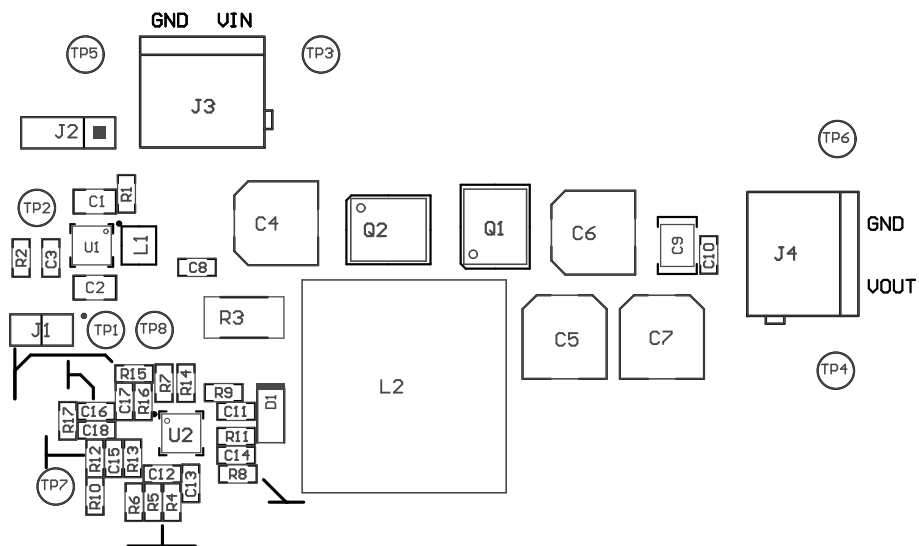 GND VIN
TP5
TP3
J3
J2
TP6
C1
R1
TP2
C4
Q2
Q1
C6
C9
C10
GND
J4
VOUT
R2
C3
U1
L1
C8
C2
R3
J1
TP1
TP8
C5
C7
TP4
L2
R15
R7
R14
R9
D1
C17
R16
C16
C11
R17
C18
U2
R11
R12
C15
R13
C14
C12
C13
R8
TP7
R10
R6
R5
R4